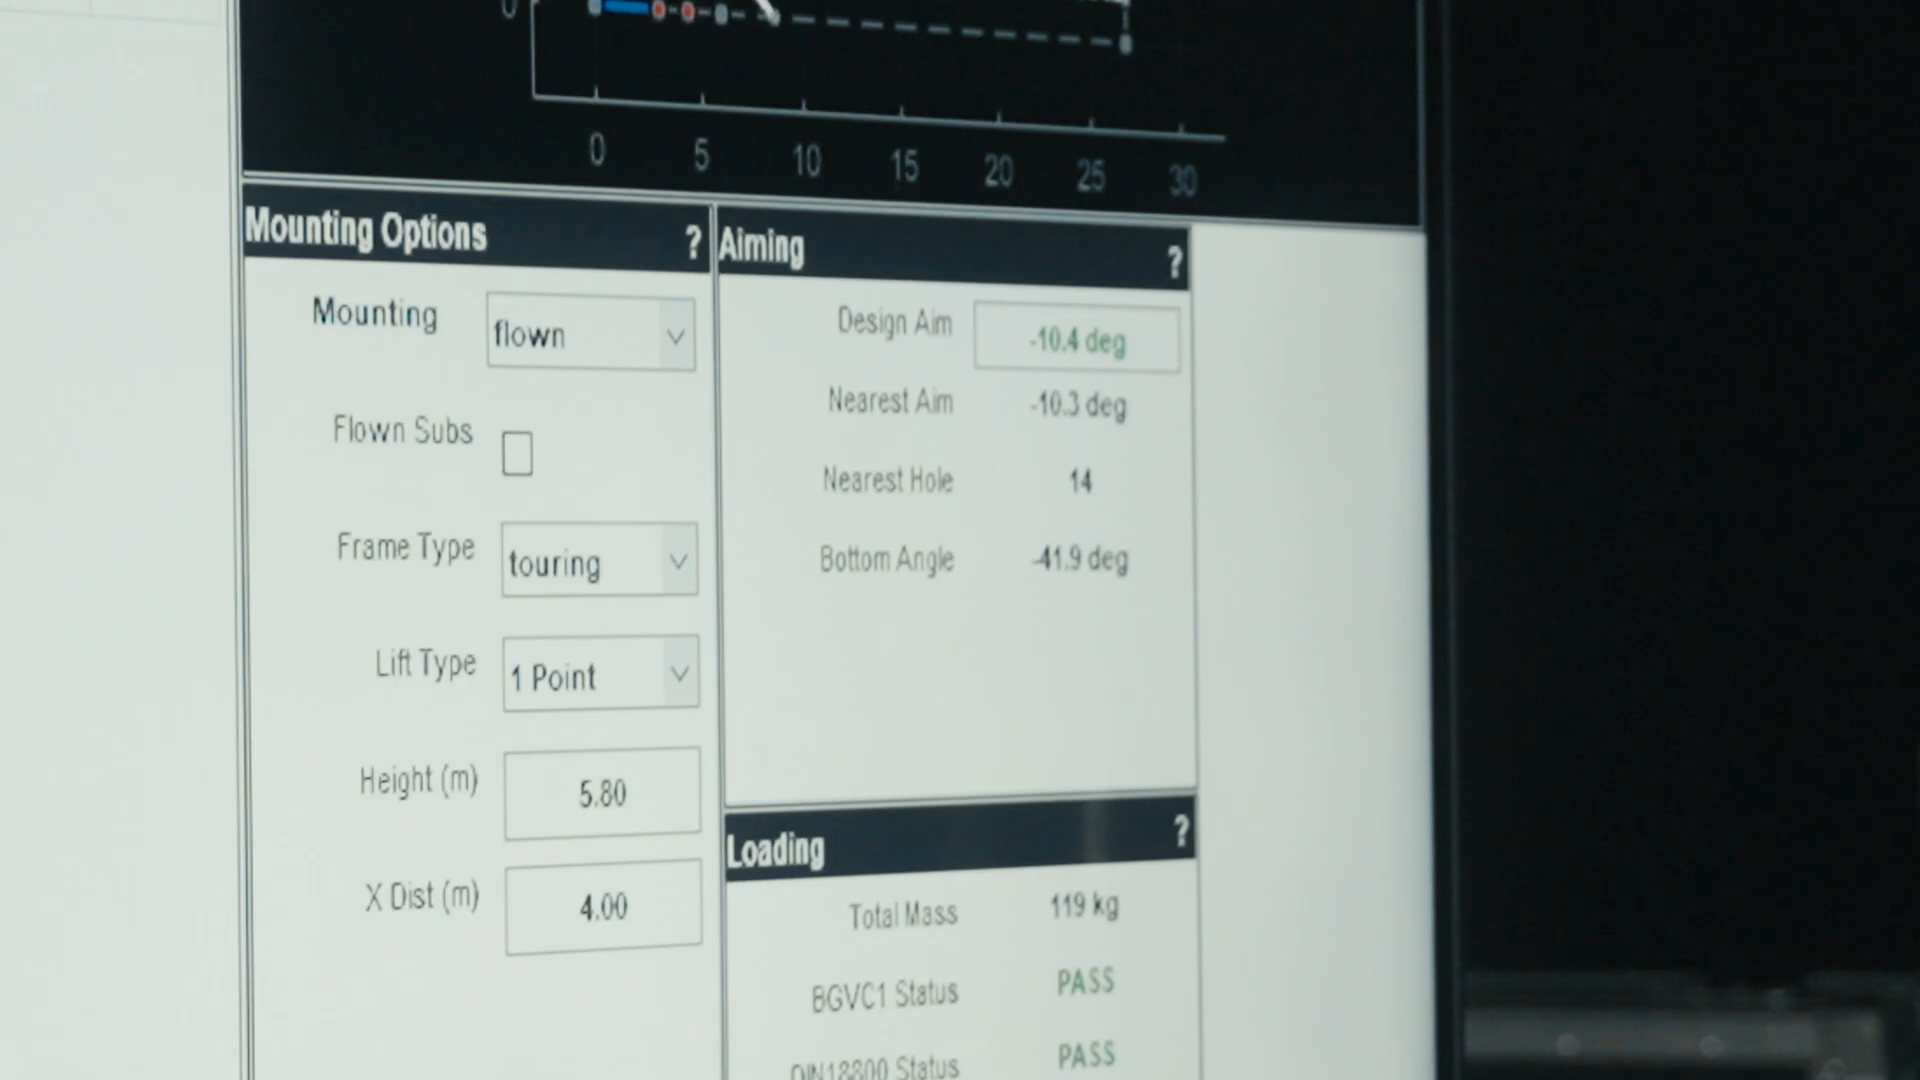 0
0 5 10 15 20 25 30
Mounting Options ?
Mounting flown
Flown Subs
Frame Type touring
Lift Type 1 Point
Height (m) 5.80
X Dist (m) 4.00
Aiming ?
Design Aim -10.4 deg
Nearest Aim -10.3 deg
Nearest Hole 14
Bottom Angle -41.9 deg
Loading ?
Total Mass 119 kg
BGVC1 Status PASS
DIN18800 Status PASS